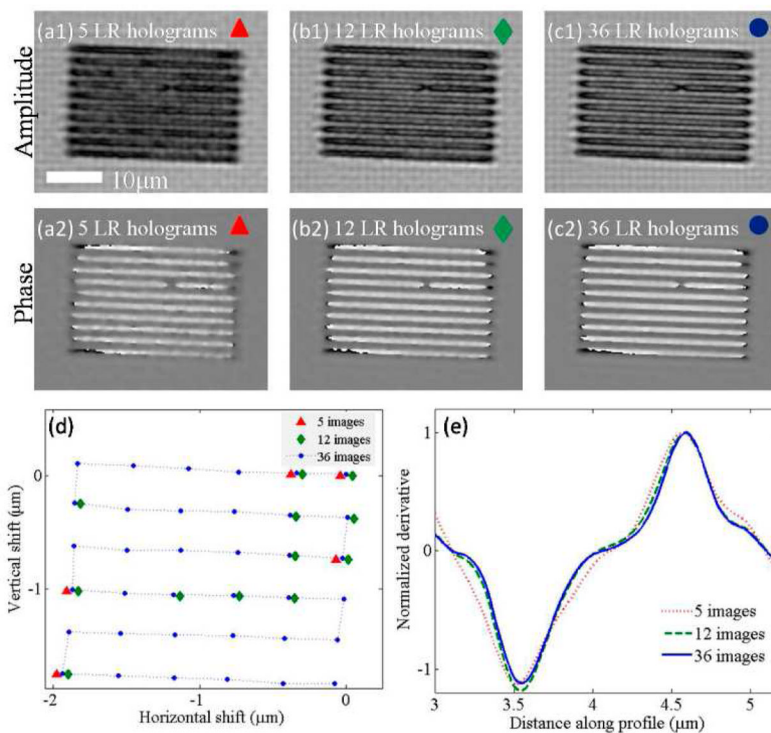 (a1) 5 LR holograms
(b1) 12 LR holograms
(c1) 36 LR holograms
Amplitude
10μm
(a2) 5 LR holograms
(b2) 12 LR holograms
(c2) 36 LR holograms
Phase
(d)
5 images
12 images
36 images
0
-1
Vertical shift (μm)
-2
-1
0
Horizontal shift (μm)
(e)
1
0
-1
Normalized derivative
5 images
12 images
36 images
3
3.5
4
4.5
5
Distance along profile (μm)